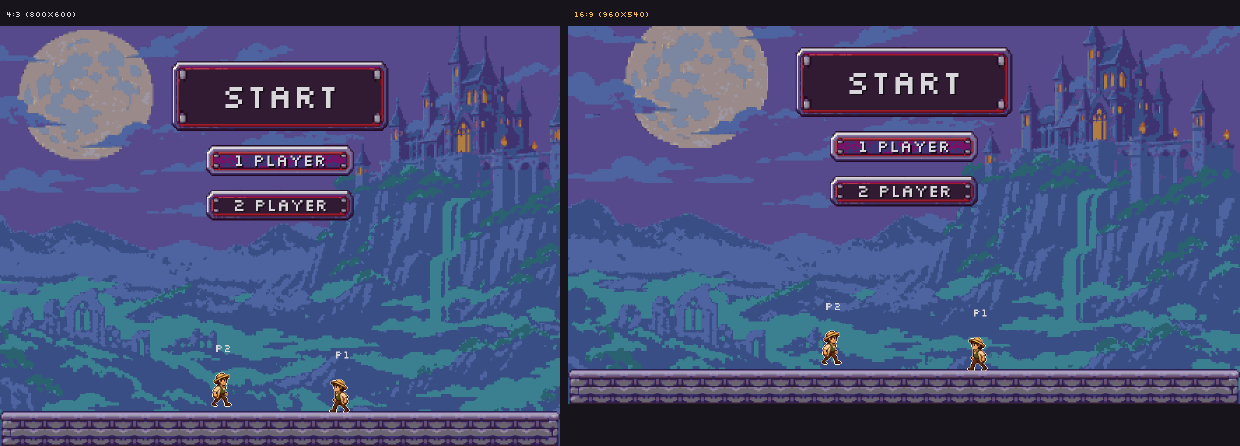 4:3 (800X600)
START
1 PLAYER
2 PLAYER
P2
P1
16:9 (960X540)
START
1 PLAYER
2 PLAYER
P2
P1